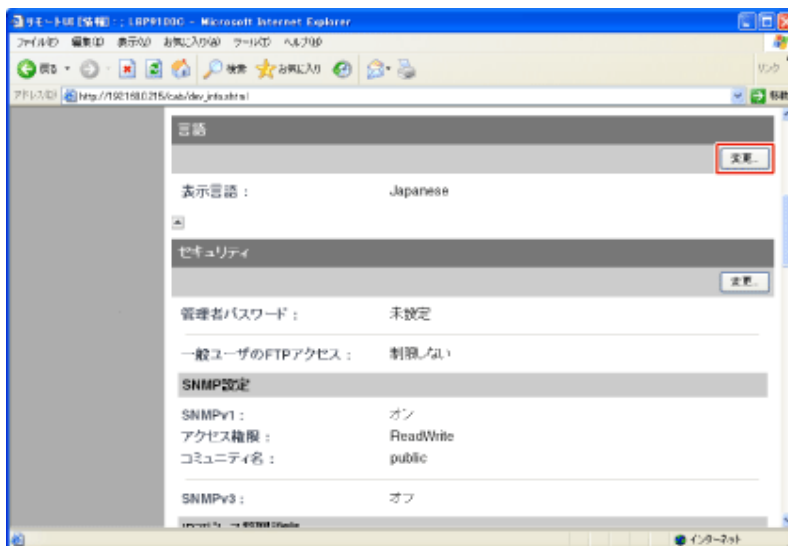 リモートUI [情報] : ; LBP9100C - Microsoft Internet Explorer
ファイル(F) 編集(E) 表示(V) お気に入り(A) ツール(T) ヘルプ(H)
戻る 検索 お気に入り リンク
アドレス(D) http://192.168.0.215/cab/dev_info.shtml 移動
言語
変更...
表示言語 : Japanese
セキュリティ
変更...
管理者パスワード : 未設定
一般ユーザのFTPアクセス : 制限しない
SNMP設定
SNMPv1 : オン
アクセス権限 : ReadWrite
コミュニティ名 : public
SNMPv3 : オフ
インターネット